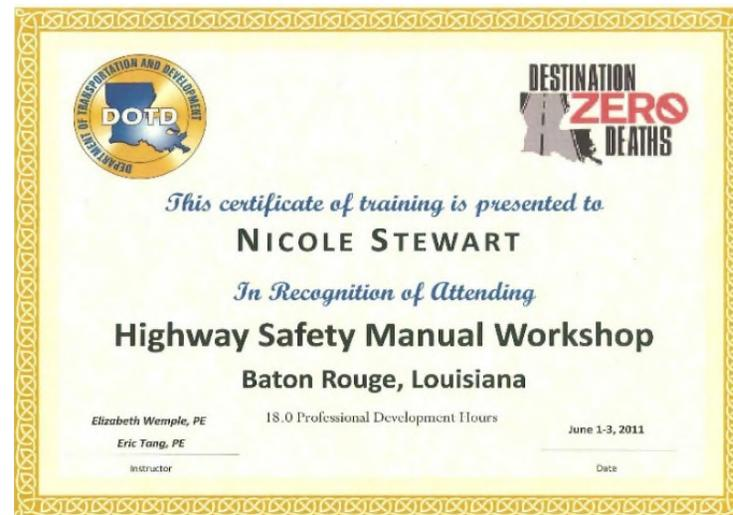 DEPARTMENT OF TRANSPORTATION AND DEVELOPMENT
DOTD
DESTINATION
ZERO
DEATHS
This certificate of training is presented to
NICOLE STEWART
In Recognition of Attending
Highway Safety Manual Workshop
Baton Rouge, Louisiana
18.0 Professional Development Hours
Elizabeth Wemple, PE
Eric Tang, PE
Instructor
June 1-3, 2011
Date